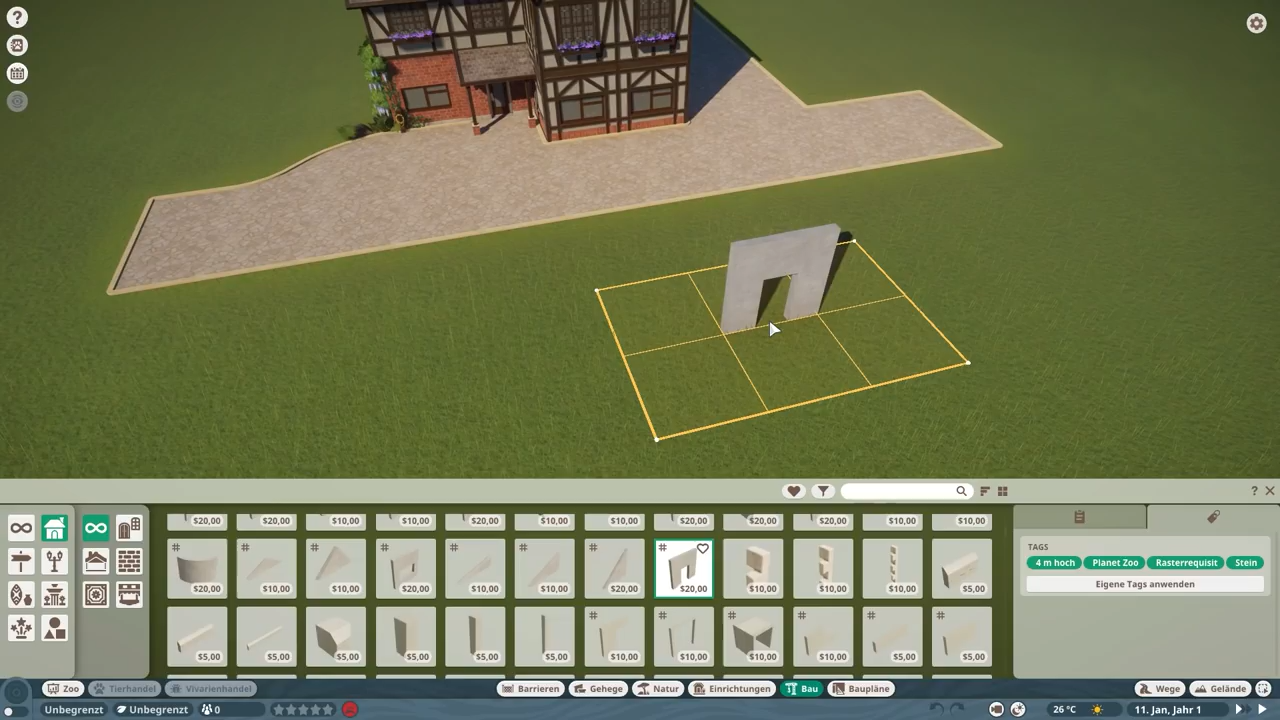 ?
? ×
$20,00 $20,00 $10,00 $10,00 $20,00 $10,00 $10,00 $20,00 $20,00 $20,00 $10,00 $10,00
$20,00 $10,00 $10,00 $20,00 $10,00 $10,00 $20,00 $20,00 $10,00 $10,00 $10,00 $5,00
$5,00 $5,00 $5,00 $5,00 $5,00 $5,00 $10,00 $10,00 $10,00 $10,00 $5,00 $5,00
TAGS
4 m hoch Planet Zoo Rasterrequisit Stein
Eigene Tags anwenden
Zoo Tierhandel Vivarienhandel Barrieren Gehege Natur Einrichtungen Bau Baupläne Wege Gelände
Unbegrenzt Unbegrenzt 0 26 °C 11. Jan, Jahr 1